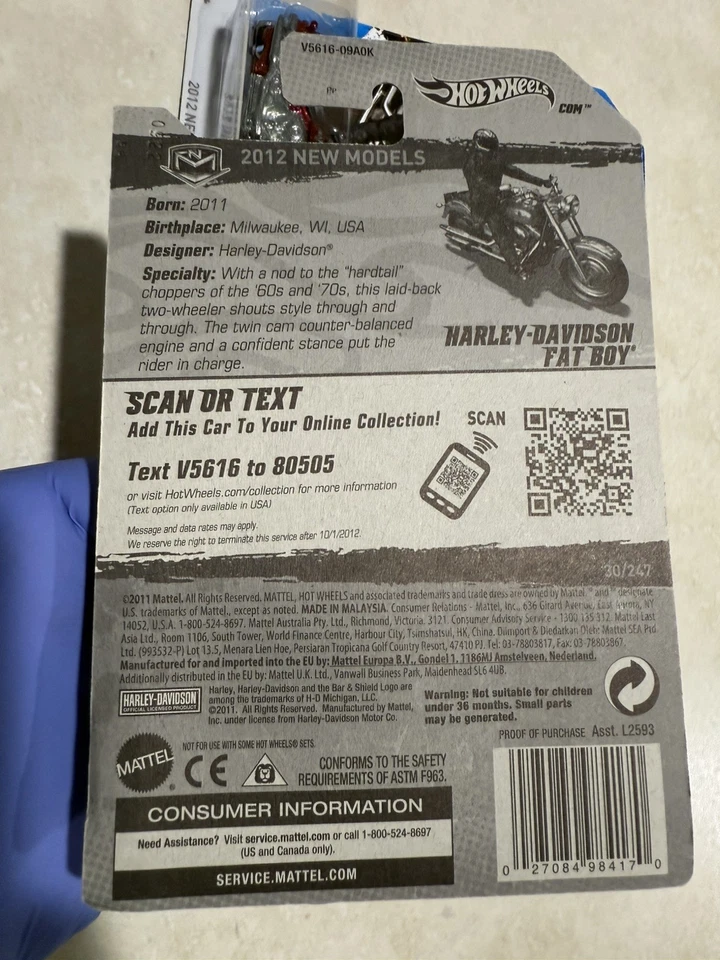 V5616-09A0K
HOT WHEELS
COM™
2012 NE
2012 NEW MODELS
Born: 2011
Birthplace: Milwaukee, WI, USA
Designer: Harley-Davidson®
Specialty: With a nod to the "hardtail"
choppers of the '60s and '70s, this laid-back
two-wheeler shouts style through and
through. The twin cam counter-balanced
engine and a confident stance put the
rider in charge.
HARLEY-DAVIDSON
FAT BOY®
SCAN OR TEXT
Add This Car To Your Online Collection!
SCAN
Text V5616 to 80505
or visit HotWheels.com/collection for more information
(Text option only available in USA)
Message and data rates may apply.
We reserve the right to terminate this service after 10/1/2012.
30/247
©2011 Mattel. All Rights Reserved. MATTEL, HOT WHEELS and associated trademarks and trade dress are owned by Mattel. ™ and ® designate
U.S. trademarks of Mattel, except as noted. MADE IN MALAYSIA. Consumer Relations - Mattel, Inc., 636 Girard Avenue, East Aurora, NY
14052, U.S.A. 1-800-524-8697. Mattel Australia Pty. Ltd., Richmond, Victoria. 3121. Consumer Advisory Service - 1300 135 312. Mattel East
Asia Ltd., Room 1106, South Tower, World Finance Centre, Harbour City, Tsimshatsui, HK, China. Diimport & Diedarkan Oleh: Mattel SEA Ptd
Ltd. (993532-P) Lot 13.5, Menara Lien Hoe, Persiaran Tropicana Golf Country Resort, 47410 PJ. Tel: 03-78803817, Fax: 03-78803867.
Manufactured for and imported into the EU by: Mattel Europa B.V., Gondel 1, 1186MJ Amstelveen, Nederland.
Additionally distributed in the EU by: Mattel U.K. Ltd., Vanwall Business Park, Maidenhead SL6 4UB.
HARLEY-DAVIDSON
OFFICIAL LICENSED PRODUCT
Harley, Harley-Davidson and the Bar & Shield Logo are
among the trademarks of H-D Michigan, LLC.
©2011. All Rights Reserved. Manufactured by Mattel,
Inc. under license from Harley-Davidson Motor Co.
Warning: Not suitable for children
under 36 months. Small parts
may be generated.
PROOF OF PURCHASE Asst. L2593
NOT FOR USE WITH SOME HOT WHEELS® SETS.
MATTEL
CE
CONFORMS TO THE SAFETY
REQUIREMENTS OF ASTM F963.
CONSUMER INFORMATION
Need Assistance? Visit service.mattel.com or call 1-800-524-8697
(US and Canada only).
SERVICE.MATTEL.COM
0 27084 98417 0